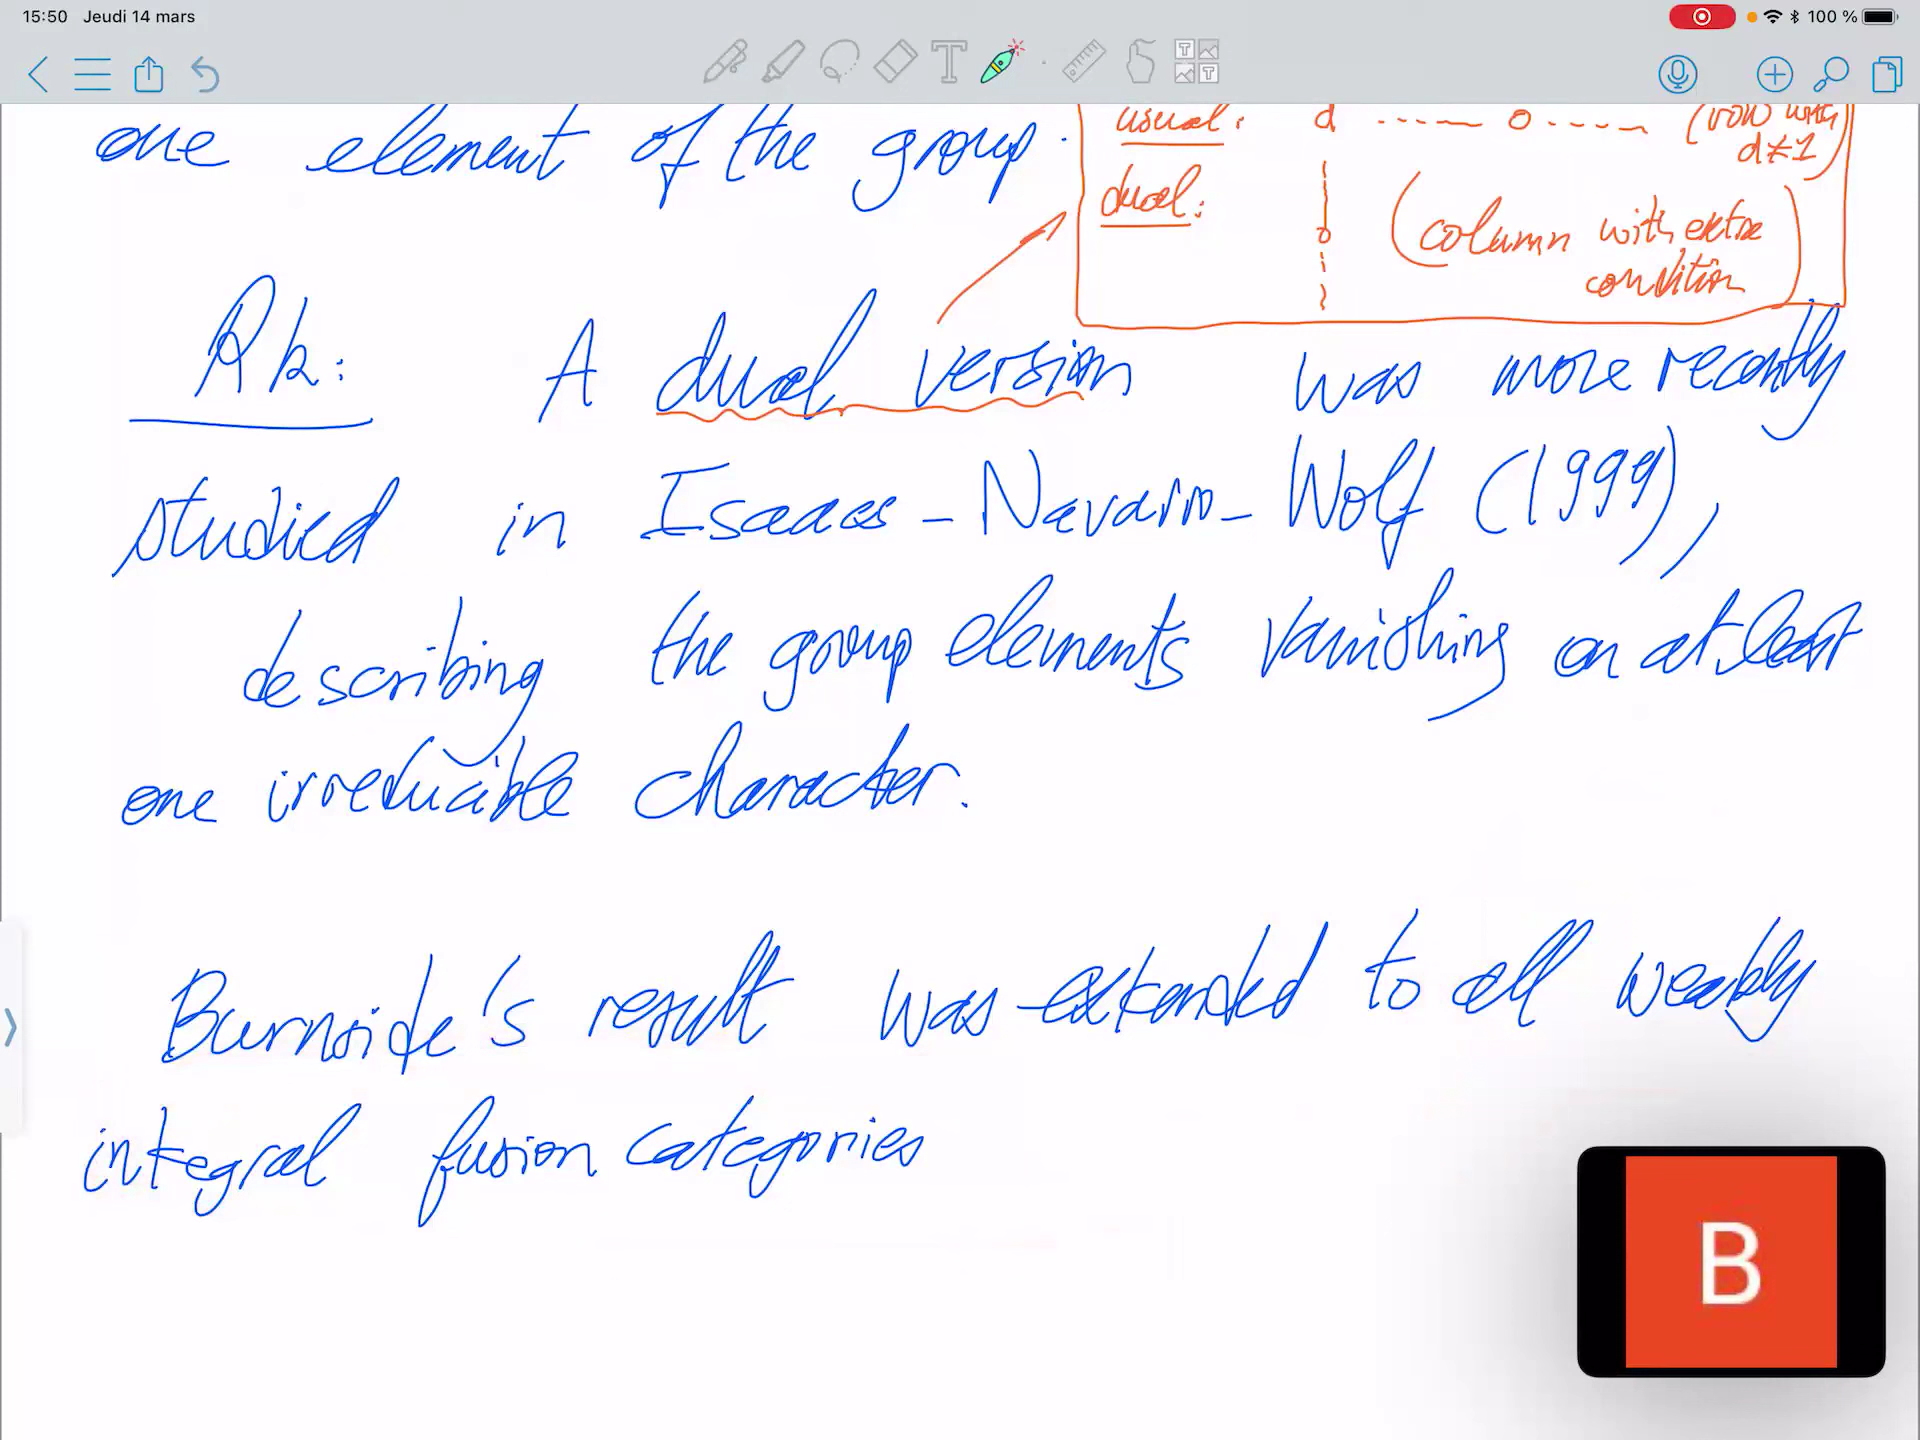 15:50 Jeudi 14 mars 100 %
one element of the group.
usual: d ----- 0 ---- (row with
d≠1)
dual: 0 (column with extra
condition)
Rk: A dual version was more recently
studied in Isaacs-Navarro-Wolf (1999),
describing the group elements vanishing on at least
one irreducible character.
Burnside's result was extended to all weakly
integral fusion categories
B